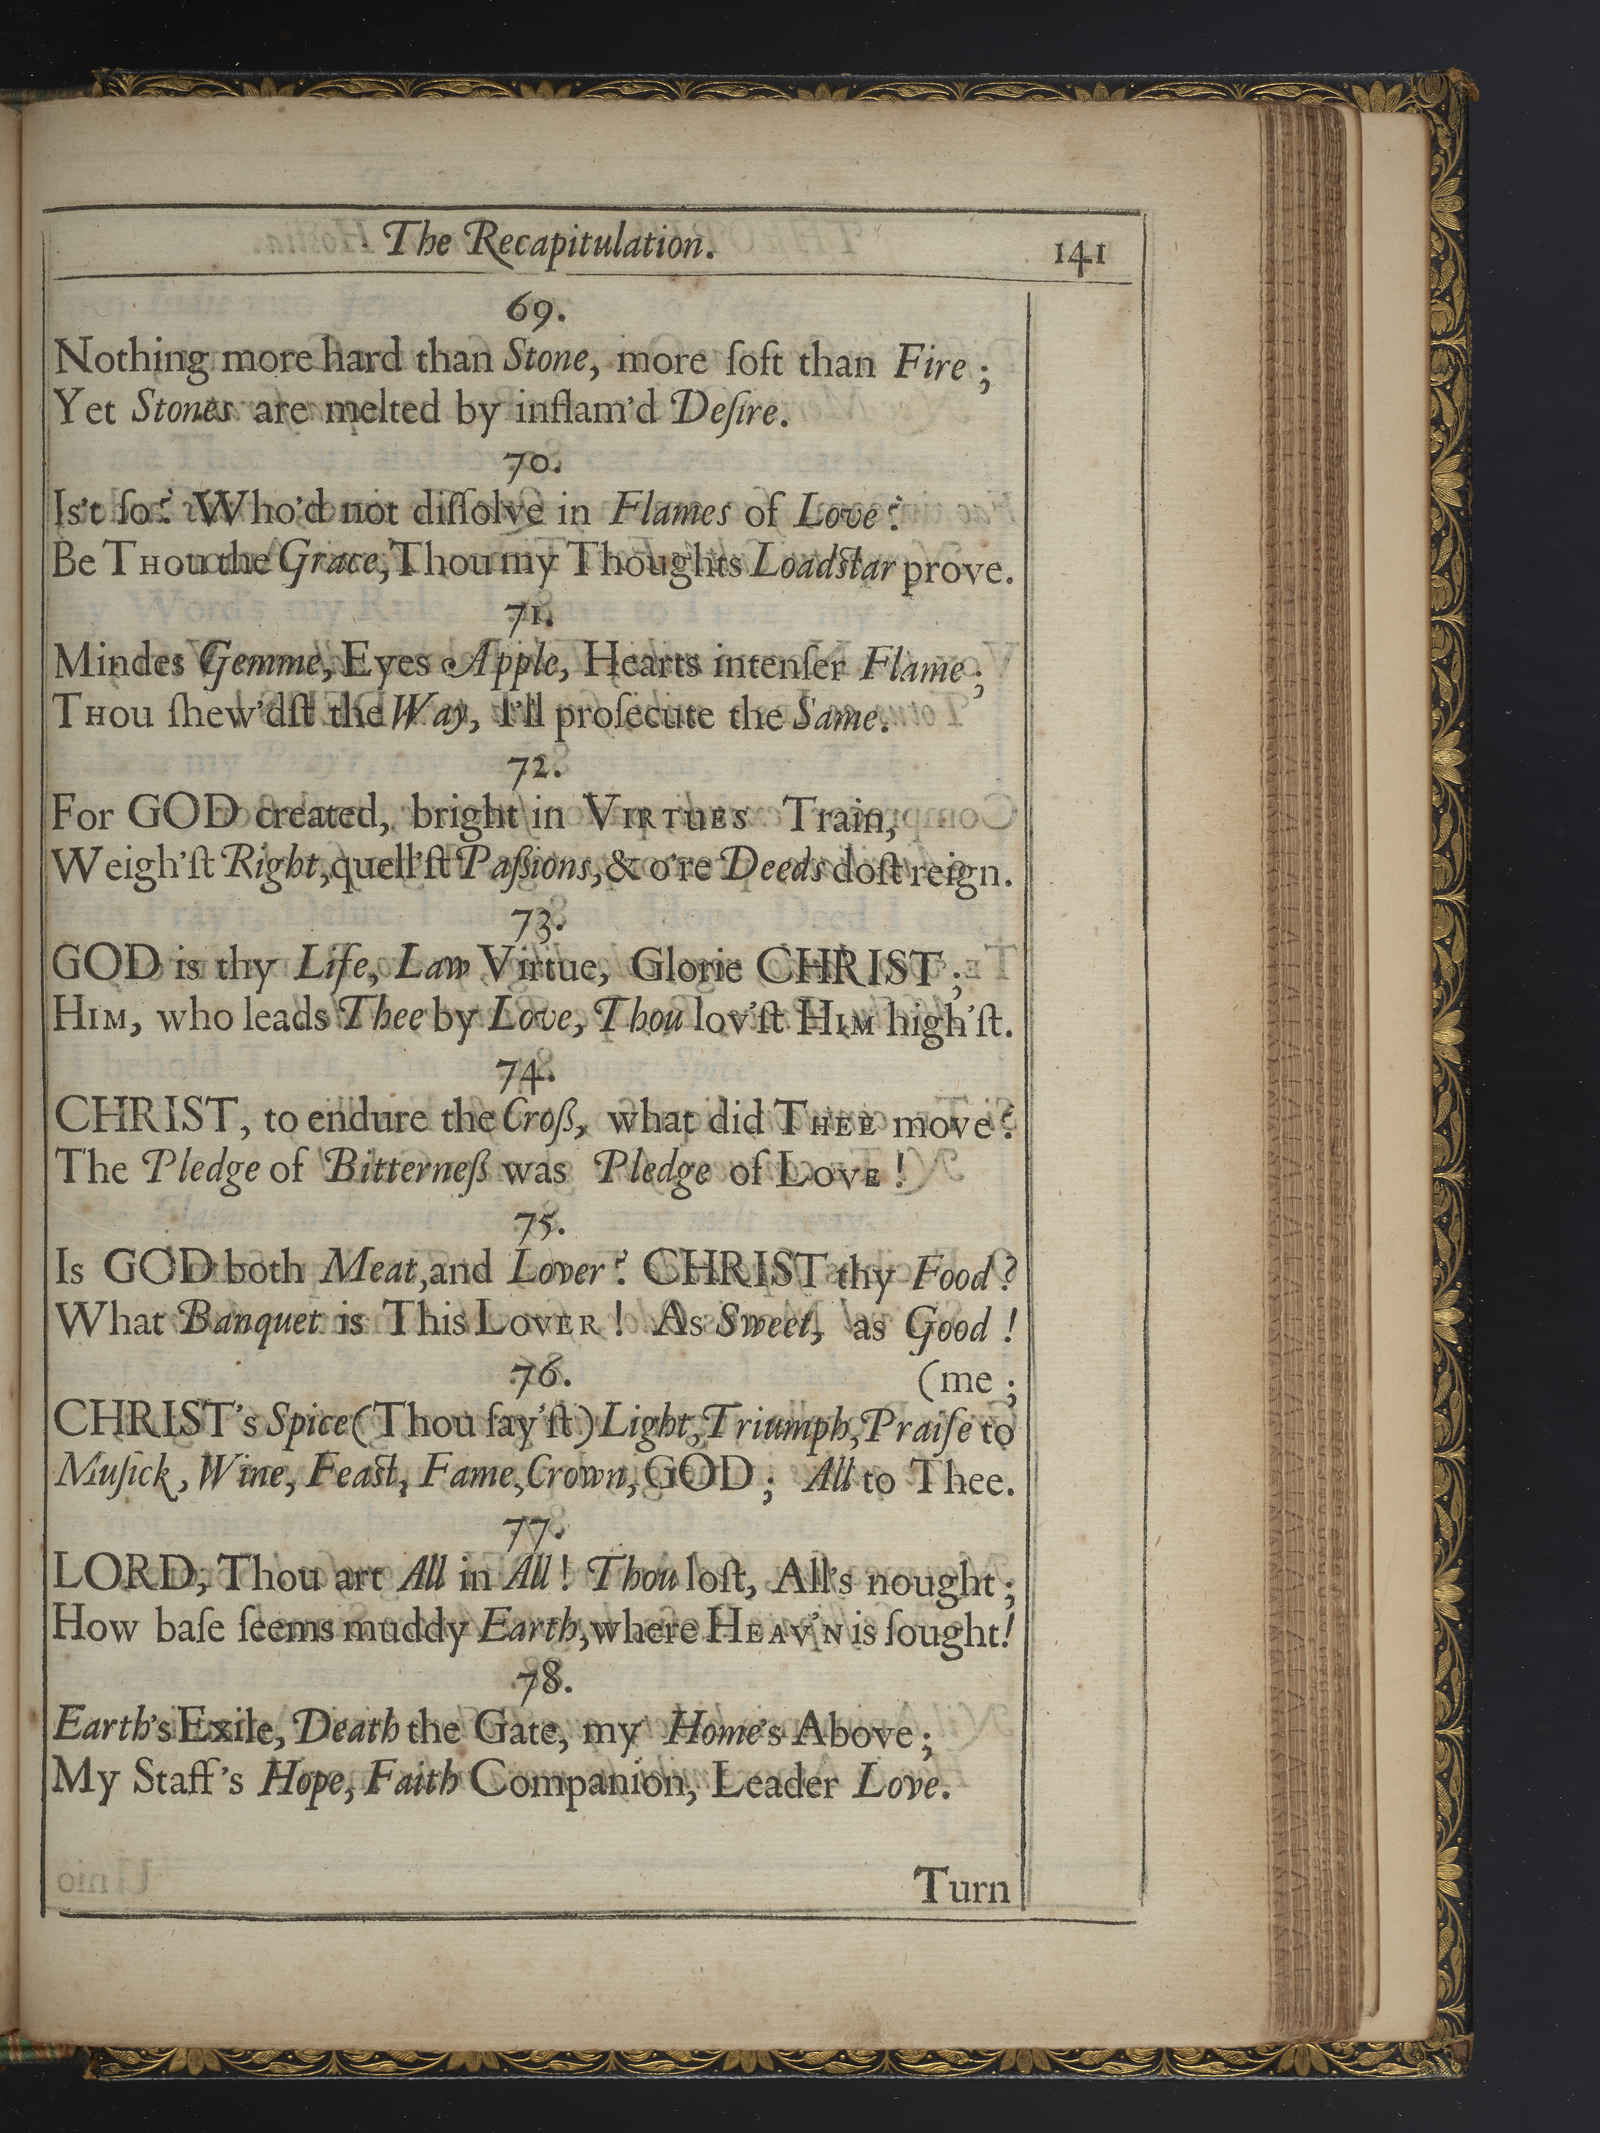 The Recapitulation. 141
69.
Nothing more hard than Stone, more ſoft than Fire ;
Yet Stones are melted by inflam'd Deſire.
70.
Is't ſo? Who'd not diſſolve in Flames of Love?
Be THOU the Grace, Thou my Thoughts Loadstar prove.
71.
Mindes Gemme, Eyes Apple, Hearts intenſer Flame ;
THOU ſhew'dſt the Way, I'll proſecute the Same.
72.
For GOD created, bright in VIRTUES Train,
Weigh'ſt Right, quell'ſt Paßions, & o're Deeds doſt reign.
73.
GOD is thy Life, Law Virtue, Glorie CHRIST ;
HIM, who leads Thee by Love, Thou lov'ſt HIM high'ſt.
74.
CHRIST, to endure the Croß, what did THEE move?
The Pledge of Bitterneß was Pledge of LOVE !
75.
Is GOD both Meat, and Lover? CHRIST thy Food?
What Banquet is This LOVER ! As Sweet, as Good !
76. (me ;
CHRIST's Spice (Thou ſay'ſt) Light, Triumph, Praiſe to
Muſick, Wine, Feast, Fame, Crown, GOD ; All to Thee.
77.
LORD, Thou art All in All ! Thou loſt, All's nought ;
How baſe ſeems muddy Earth, where HEAV'N is ſought!
78.
Earth's Exile, Death the Gate, my Home's Above ;
My Staff's Hope, Faith Companion, Leader Love.
Turn